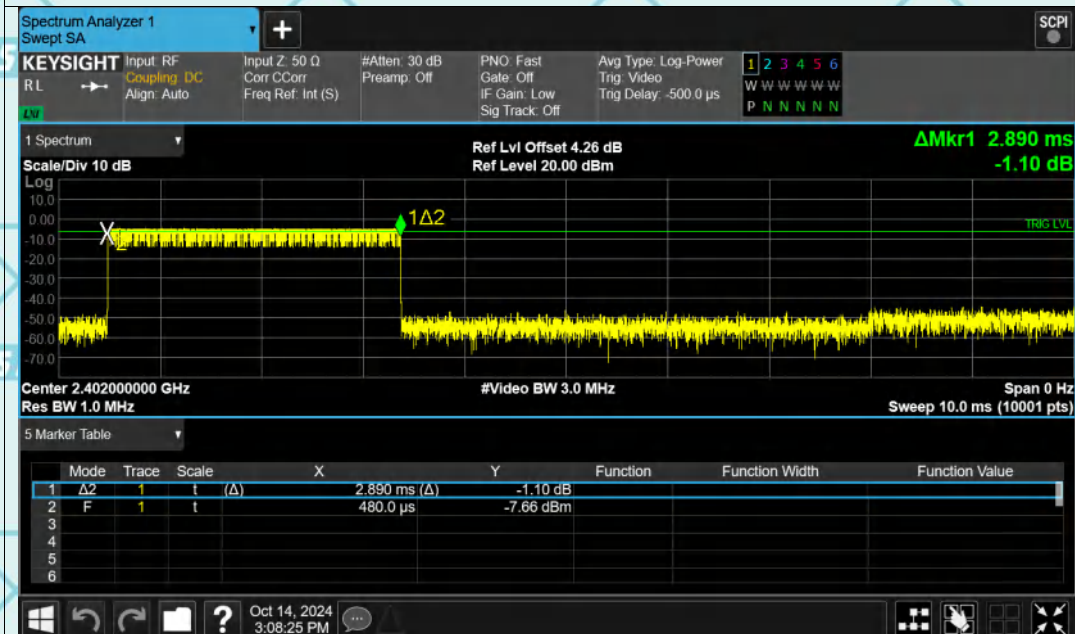 Spectrum Analyzer 1
Swept SA
+
SCPI
KEYSIGHT
RL
LXI
Input: RF
Coupling: DC
Align: Auto
Input Z: 50 Ω
Corr CCorr
Freq Ref: Int (S)
#Atten: 30 dB
Preamp: Off
PNO: Fast
Gate: Off
IF Gain: Low
Sig Track: Off
Avg Type: Log-Power
Trig: Video
Trig Delay: -500.0 µs
1 2 3 4 5 6
W W W W W W
P N N N N N
1 Spectrum
Scale/Div 10 dB
Ref Lvl Offset 4.26 dB
Ref Level 20.00 dBm
ΔMkr1 2.890 ms
-1.10 dB
Log
10.0
0.00
-10.0
-20.0
-30.0
-40.0
-50.0
-60.0
-70.0
X
2
1Δ2
TRIG LVL
Center 2.402000000 GHz
#Video BW 3.0 MHz
Span 0 Hz
Res BW 1.0 MHz
Sweep 10.0 ms (10001 pts)
5 Marker Table
Mode Trace Scale X Y Function Function Width Function Value
1 Δ2 1 t (Δ) 2.890 ms (Δ) -1.10 dB
2 F 1 t 480.0 µs -7.66 dBm
3
4
5
6
?
Oct 14, 2024
3:08:25 PM